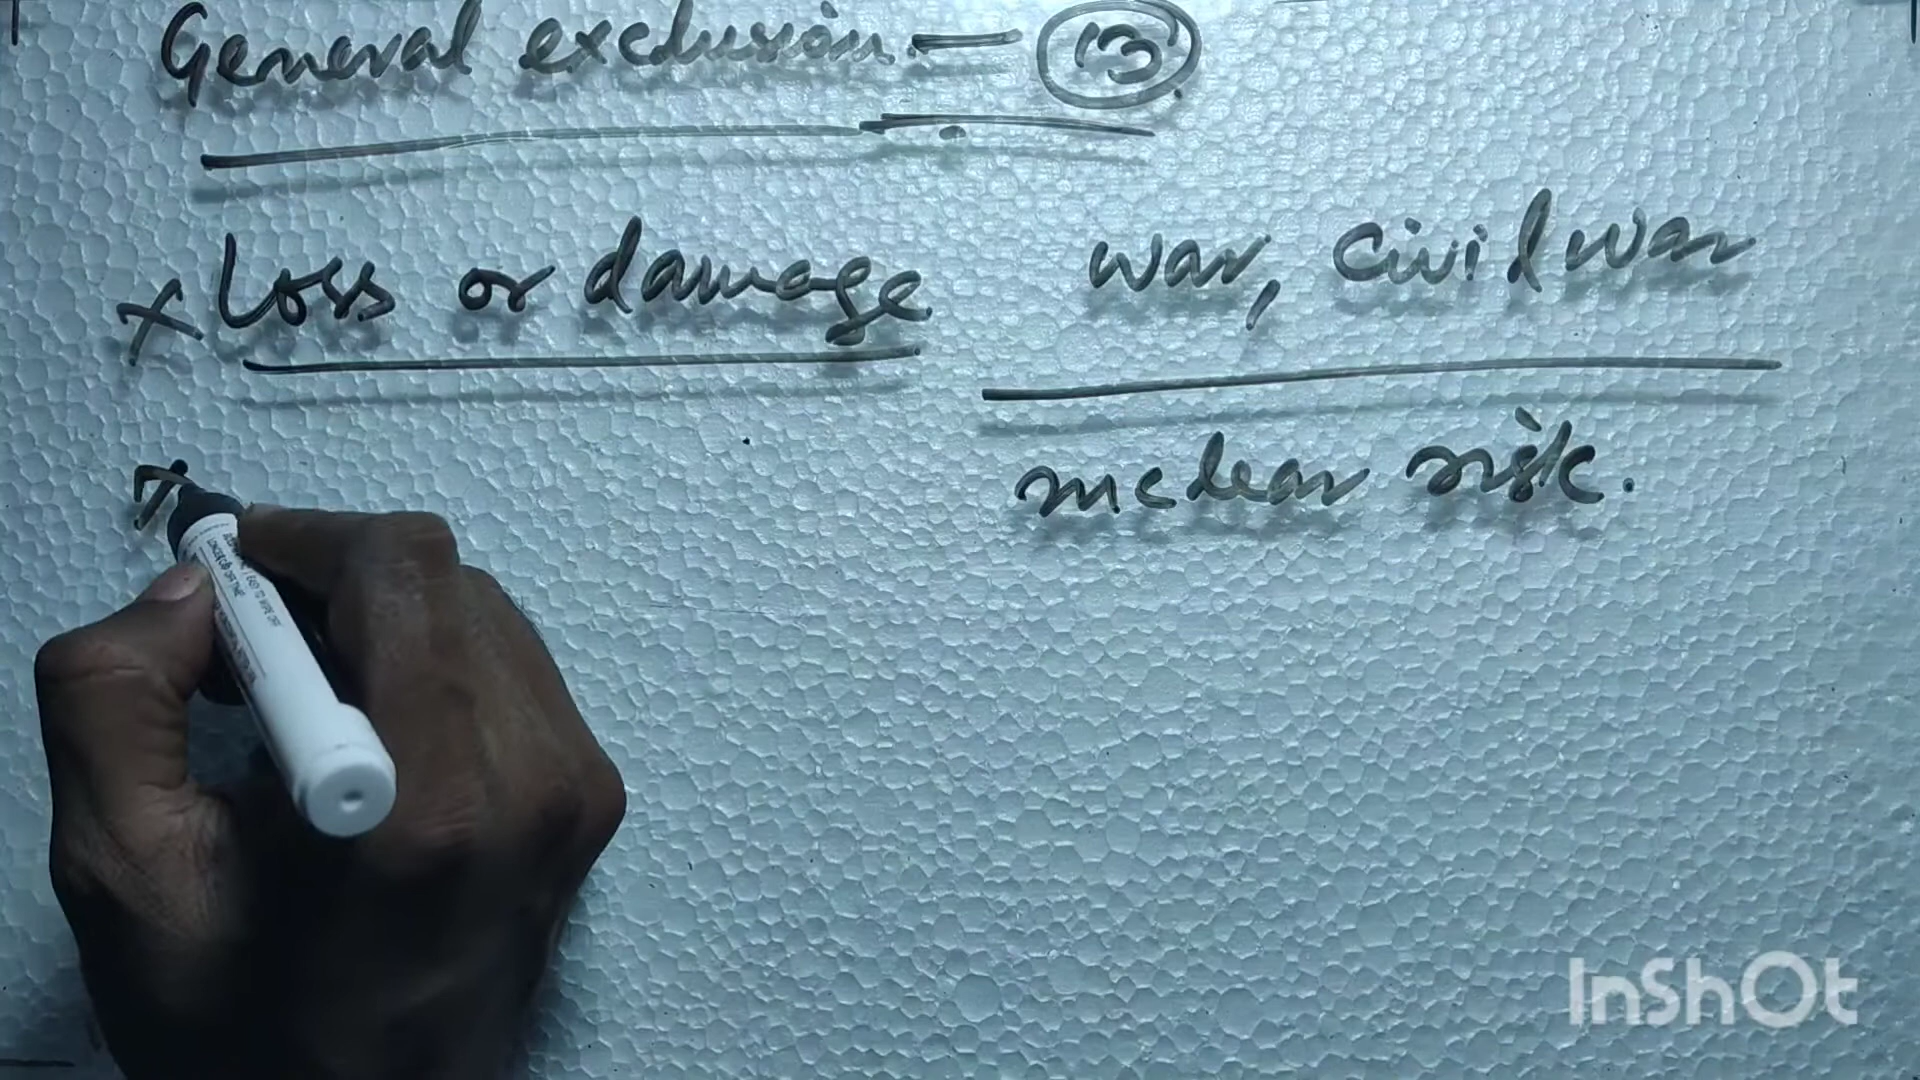 General exclusion. — 13
x Loss or damage war, civil war
nuclear risk.
x
InShOt